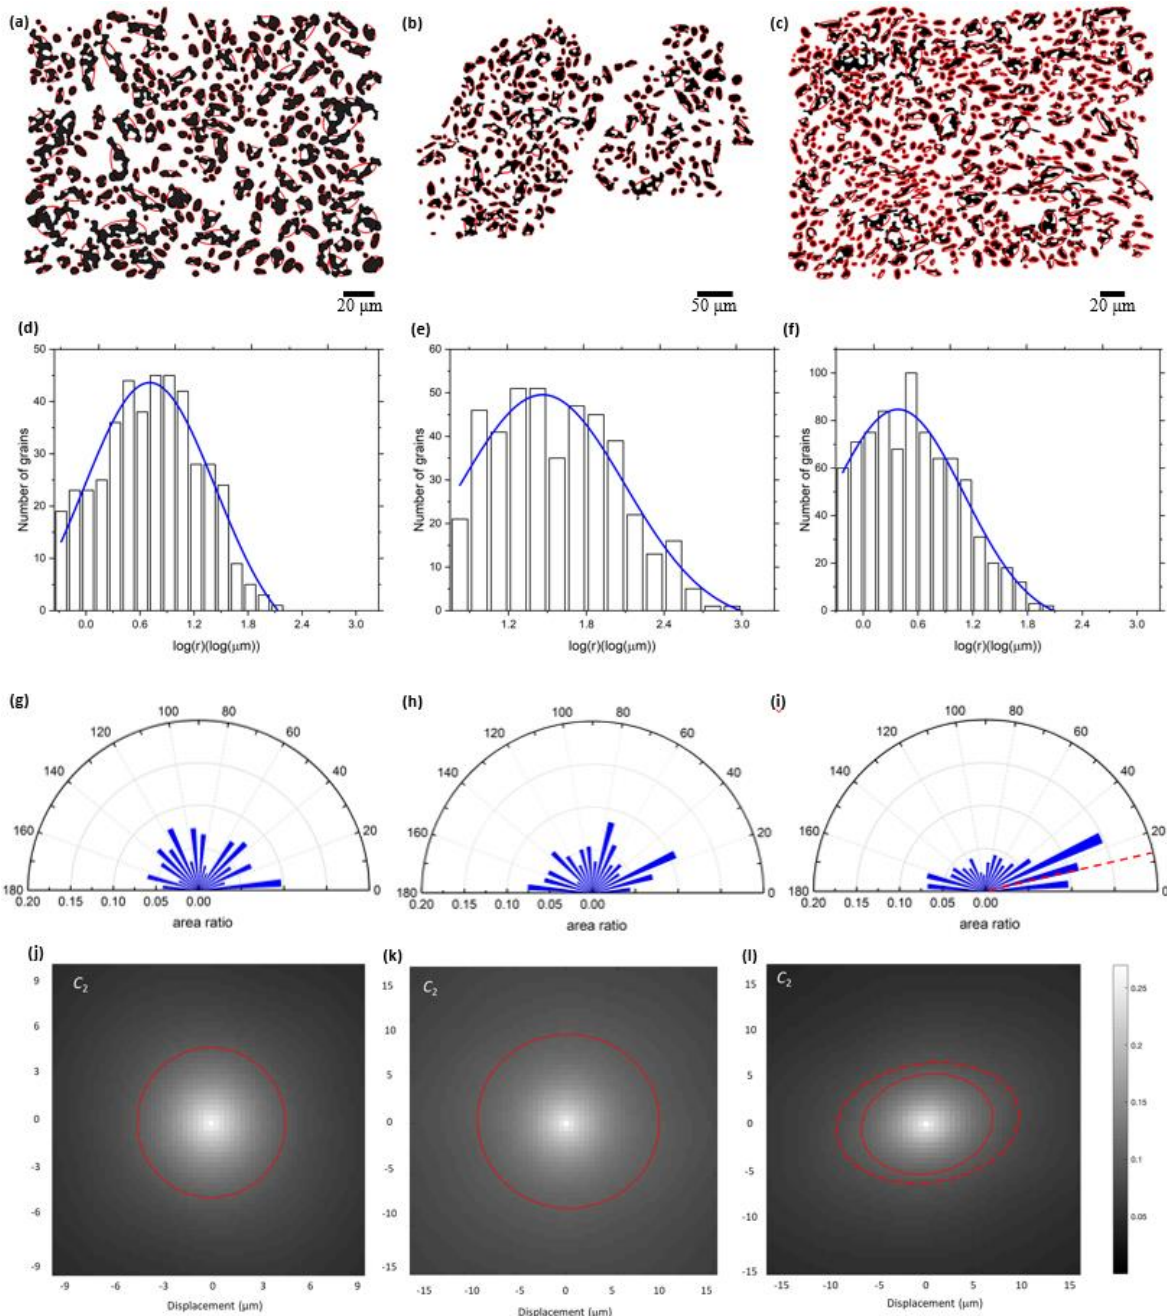 (a)
(b)
(c)
20 μm
50 μm
20 μm
(d)
(e)
(f)
50
40
30
20
10
0
Number of grains
0.0 0.6 1.2 1.8 2.4 3.0
log(r)(log(μm))
60
50
40
30
20
10
0
Number of grains
1.2 1.8 2.4 3.0
log(r)(log(μm))
100
80
60
40
20
0
Number of grains
0.0 0.6 1.2 1.8 2.4 3.0
log(r)(log(μm))
(g)
(h)
(i)
180 160 140 120 100 80 60 40 20 0
0.20 0.15 0.10 0.05 0.00
area ratio
180 160 140 120 100 80 60 40 20 0
0.20 0.15 0.10 0.05 0.00
area ratio
180 160 140 120 100 80 60 40 20 0
0.20 0.15 0.10 0.05 0.00
area ratio
(j)
(k)
(l)
C2
9
6
3
0
-3
-6
-9
-9 -6 -3 0 3 6 9
Displacement (μm)
C2
15
10
5
0
-5
-10
-15
-15 -10 -5 0 5 10 15
Displacement (μm)
C2
15
10
5
0
-5
-10
-15
-15 -10 -5 0 5 10 15
Displacement (μm)
0.25
0.2
0.15
0.1
0.05